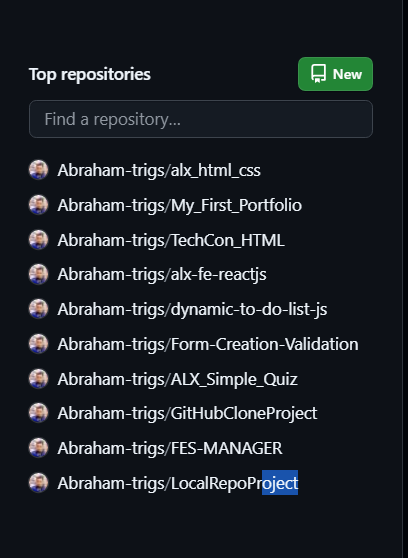 Top repositories
New
Find a repository...
Abraham-trigs/alx_html_css
Abraham-trigs/My_First_Portfolio
Abraham-trigs/TechCon_HTML
Abraham-trigs/alx-fe-reactjs
Abraham-trigs/dynamic-to-do-list-js
Abraham-trigs/Form-Creation-Validation
Abraham-trigs/ALX_Simple_Quiz
Abraham-trigs/GitHubCloneProject
Abraham-trigs/FES-MANAGER
Abraham-trigs/LocalRepoProject